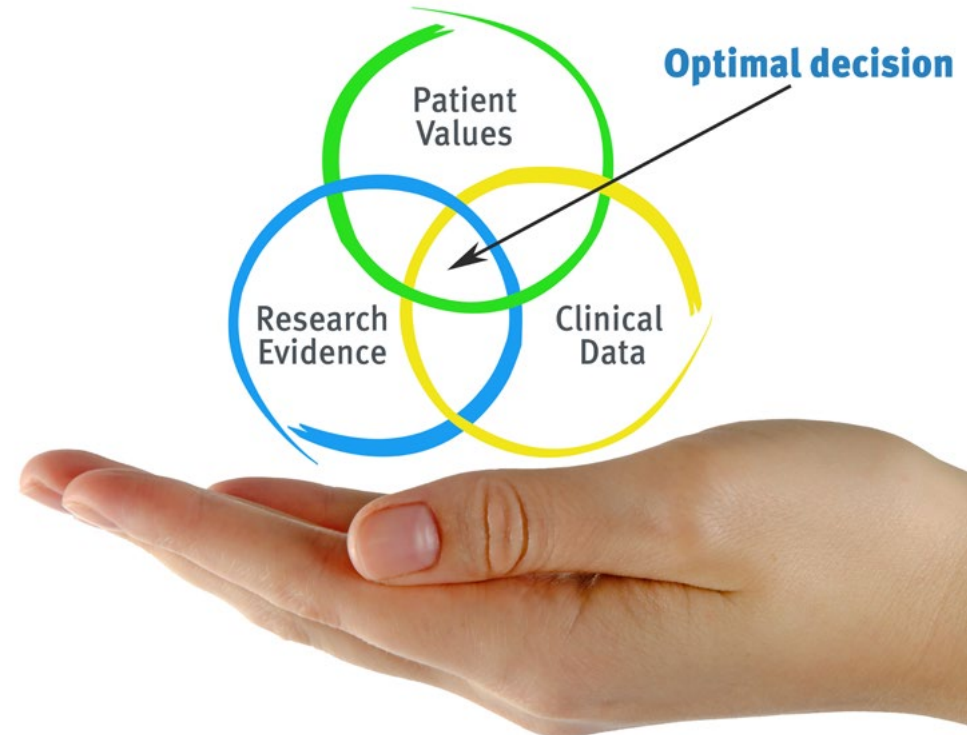 Optimal decision
Patient
Values
Research
Evidence
Clinical
Data